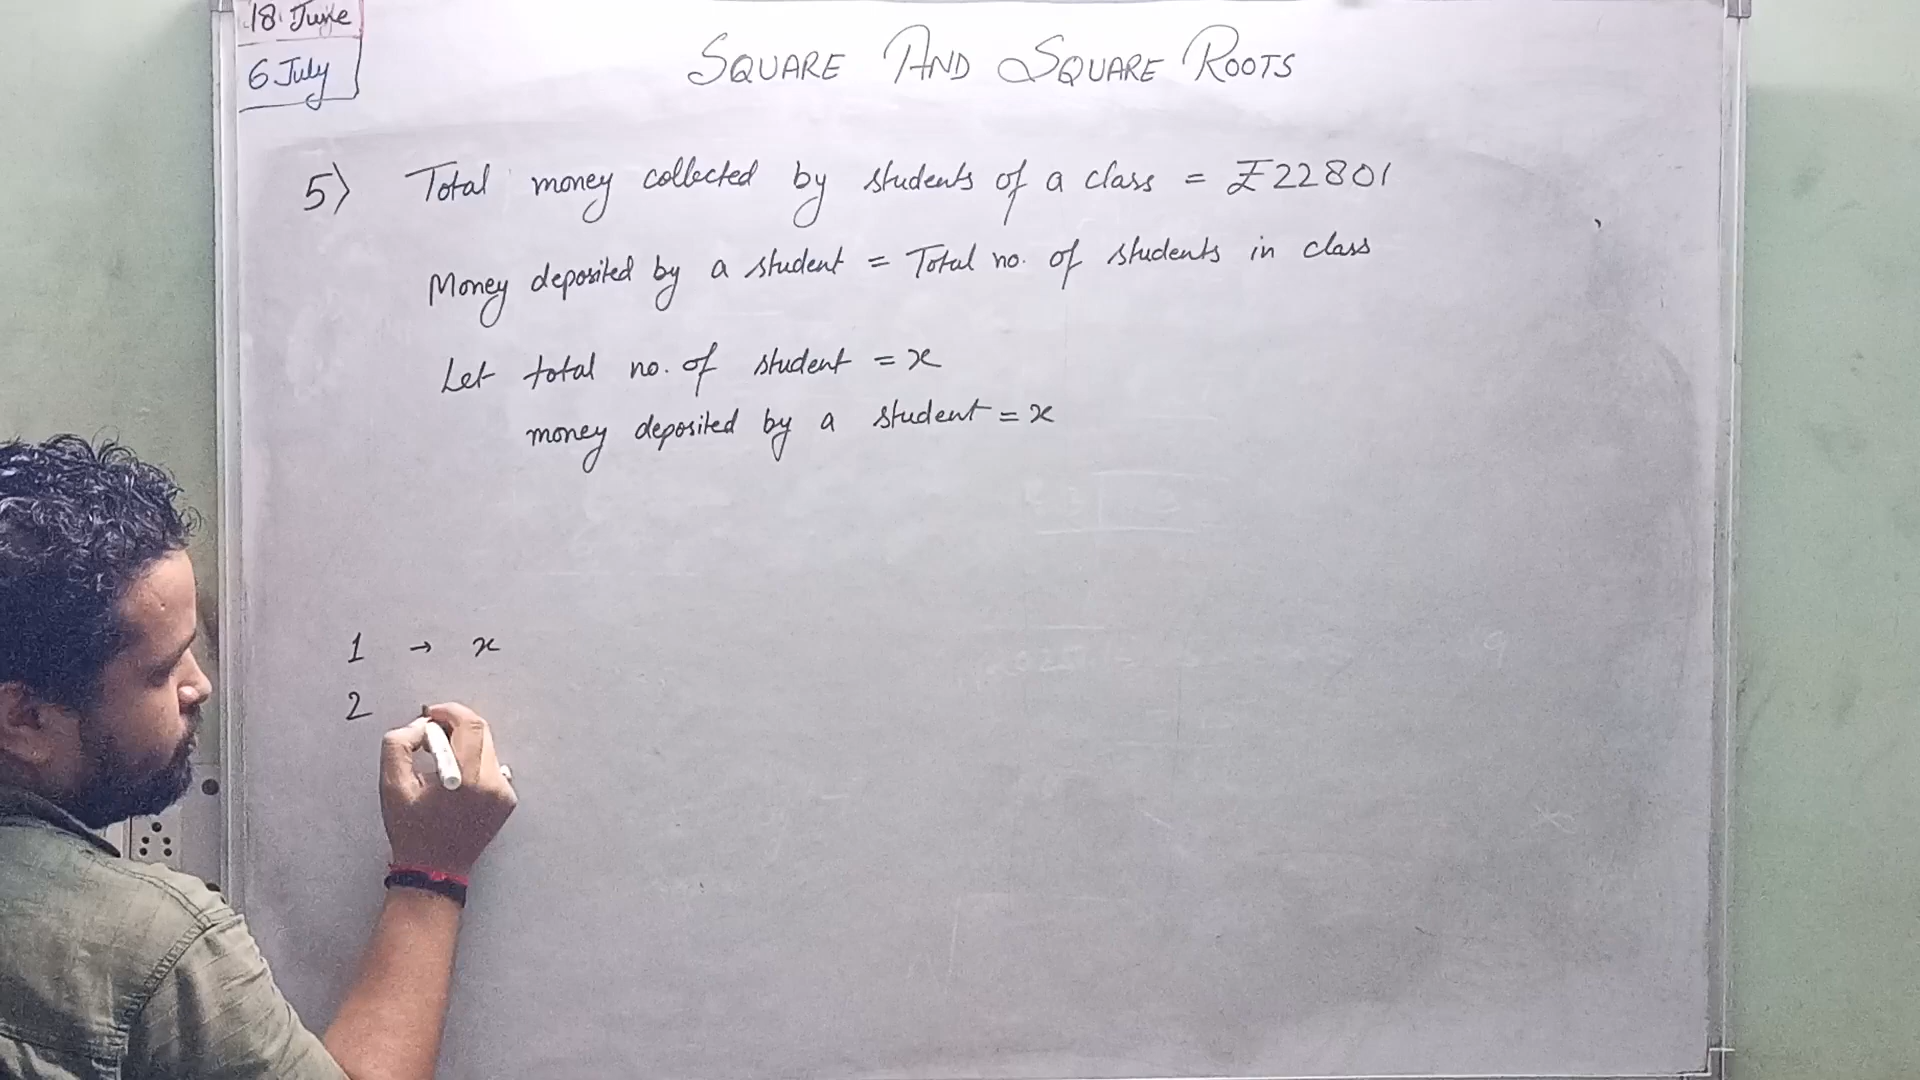 18 June
6 July
SQUARE AND SQUARE ROOTS
5) Total money collected by students of a class = ₹22801
Money deposited by a student = Total no. of students in class
Let total no. of student = x
money deposited by a student = x
1 → x
2